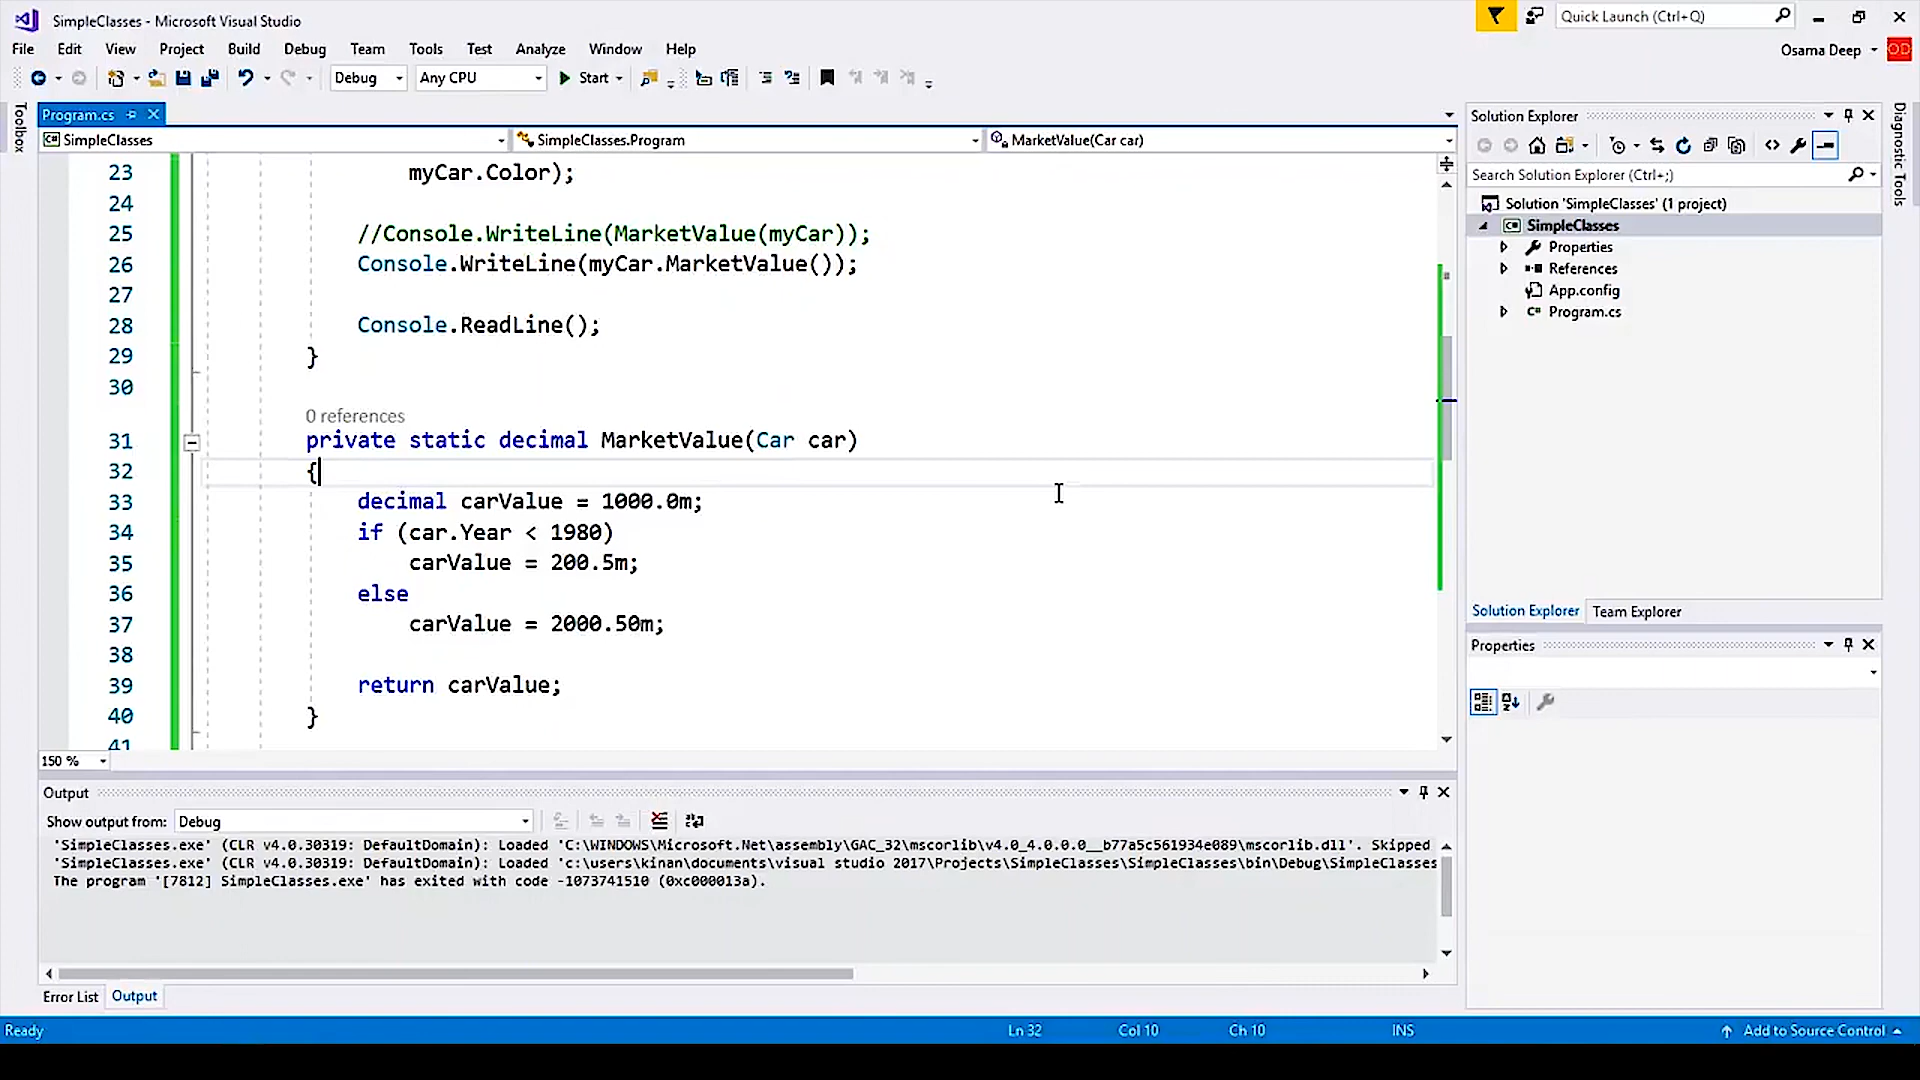 SimpleClasses - Microsoft Visual Studio
Quick Launch (Ctrl+Q)
File Edit View Project Build Debug Team Tools Test Analyze Window Help
Osama Deep OD
Debug Any CPU Start
Toolbox
Program.cs
SimpleClasses SimpleClasses.Program MarketValue(Car car)
23 myCar.Color);
24
25 //Console.WriteLine(MarketValue(myCar));
26 Console.WriteLine(myCar.MarketValue());
27
28 Console.ReadLine();
29 }
30
0 references
31 private static decimal MarketValue(Car car)
32 {
33 decimal carValue = 1000.0m;
34 if (car.Year < 1980)
35 carValue = 200.5m;
36 else
37 carValue = 2000.50m;
38
39 return carValue;
40 }
41
150 %
Output
Show output from: Debug
'SimpleClasses.exe' (CLR v4.0.30319: DefaultDomain): Loaded 'C:\WINDOWS\Microsoft.Net\assembly\GAC_32\mscorlib\v4.0_4.0.0.0__b77a5c561934e089\mscorlib.dll'. Skipped
'SimpleClasses.exe' (CLR v4.0.30319: DefaultDomain): Loaded 'c:\users\kinan\documents\visual studio 2017\Projects\SimpleClasses\SimpleClasses\bin\Debug\SimpleClasses
The program '[7812] SimpleClasses.exe' has exited with code -1073741510 (0xc000013a).
Error List Output
Solution Explorer
Search Solution Explorer (Ctrl+;)
Solution 'SimpleClasses' (1 project)
SimpleClasses
Properties
References
App.config
Program.cs
Solution Explorer Team Explorer
Properties
Diagnostic Tools
Ready Ln 32 Col 10 Ch 10 INS Add to Source Control